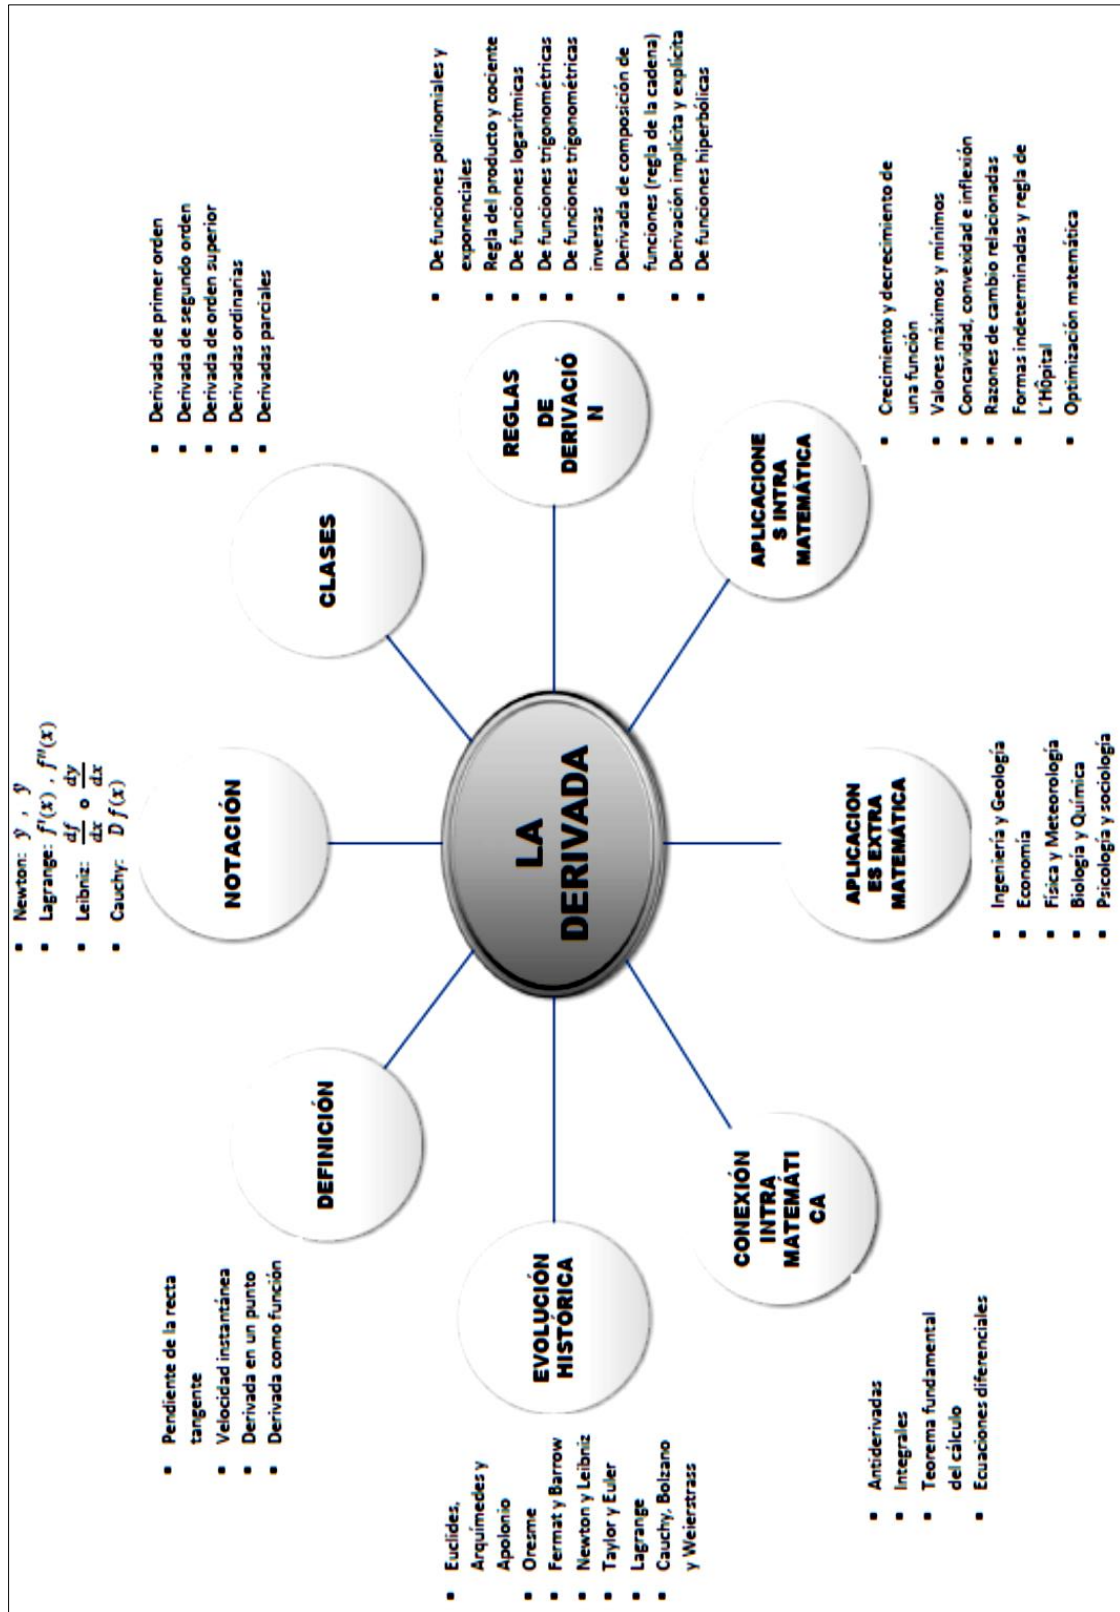 Newton: ẏ , ÿ
Lagrange: f'(x) , f''(x)
Leibniz: df/dx o dy/dx
Cauchy: D f(x)
NOTACIÓN
Pendiente de la recta
tangente
Velocidad instantánea
Derivada en un punto
Derivada como función
DEFINICIÓN
Derivada de primer orden
Derivada de segundo orden
Derivada de orden superior
Derivadas ordinarias
Derivadas parciales
CLASES
Euclides,
Arquímedes y
Apolonio
Oresme
Fermat y Barrow
Newton y Leibniz
Taylor y Euler
Lagrange
Cauchy, Bolzano
y Weierstrass
EVOLUCIÓN
HISTÓRICA
LA
DERIVADA
REGLAS
DE
DERIVACIÓ
N
De funciones polinomiales y
exponenciales
Regla del producto y cociente
De funciones logarítmicas
De funciones trigonométricas
De funciones trigonométricas
inversas
Derivada de composición de
funciones (regla de la cadena)
Derivación implícita y explícita
De funciones hiperbólicas
CONEXIÓN
INTRA
MATEMÁTI
CA
Antiderivadas
Integrales
Teorema fundamental
del cálculo
Ecuaciones diferenciales
APLICACION
ES EXTRA
MATEMÁTICA
Ingeniería y Geología
Economía
Física y Meteorología
Biología y Química
Psicología y sociología
APLICACIONE
S INTRA
MATEMÁTICA
Crecimiento y decrecimiento de
una función
Valores máximos y mínimos
Concavidad, convexidad e inflexión
Razones de cambio relacionadas
Formas indeterminadas y regla de
L'Hôpital
Optimización matemática